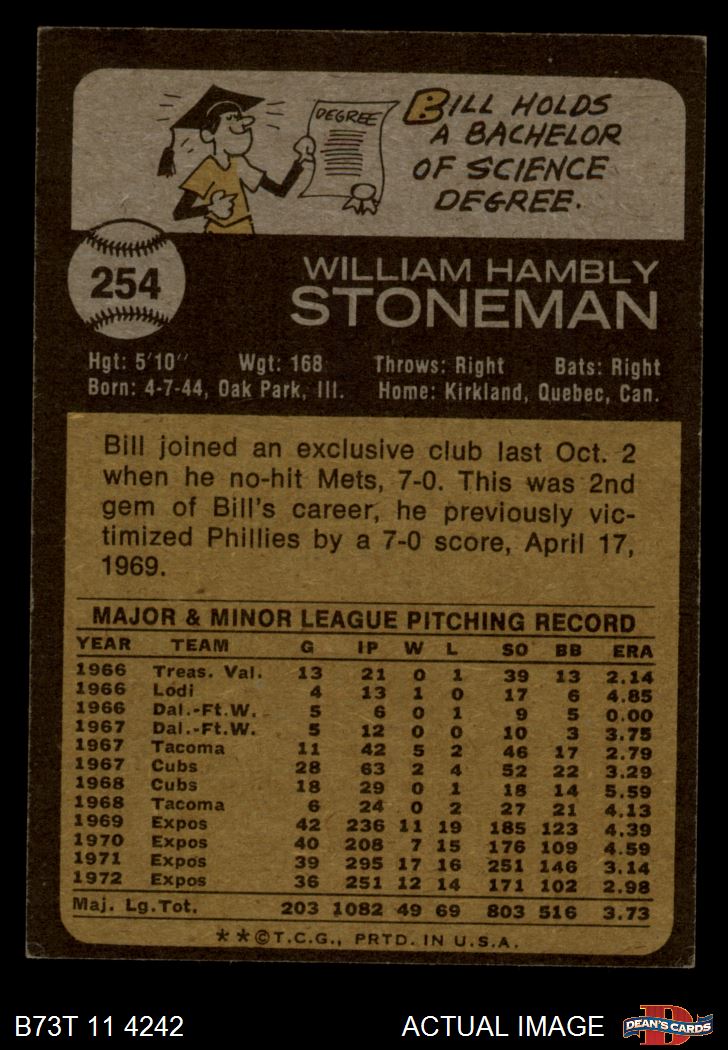 DEGREE
BILL HOLDS
A BACHELOR
OF SCIENCE
DEGREE.
254
WILLIAM HAMBLY
STONEMAN
Hgt: 5'10" Wgt: 168 Throws: Right Bats: Right
Born: 4-7-44, Oak Park, Ill. Home: Kirkland, Quebec, Can.
Bill joined an exclusive club last Oct. 2
when he no-hit Mets, 7-0. This was 2nd
gem of Bill's career, he previously vic-
timized Phillies by a 7-0 score, April 17,
1969.
MAJOR & MINOR LEAGUE PITCHING RECORD
YEAR TEAM G IP W L SO BB ERA
1966 Treas. Val. 13 21 0 1 39 13 2.14
1966 Lodi 4 13 1 0 17 6 4.85
1966 Dal.-Ft.W. 5 6 0 1 9 5 0.00
1967 Dal.-Ft.W. 5 12 0 0 10 3 3.75
1967 Tacoma 11 42 5 2 46 17 2.79
1967 Cubs 28 63 2 4 52 22 3.29
1968 Cubs 18 29 0 1 18 14 5.59
1968 Tacoma 6 24 0 2 27 21 4.13
1969 Expos 42 236 11 19 185 123 4.39
1970 Expos 40 208 7 15 176 109 4.59
1971 Expos 39 295 17 16 251 146 3.14
1972 Expos 36 251 12 14 171 102 2.98
Maj. Lg.Tot. 203 1082 49 69 803 516 3.73
**©T.C.G., PRTD. IN U.S.A.
B73T 11 4242 ACTUAL IMAGE D DEAN'S CARDS